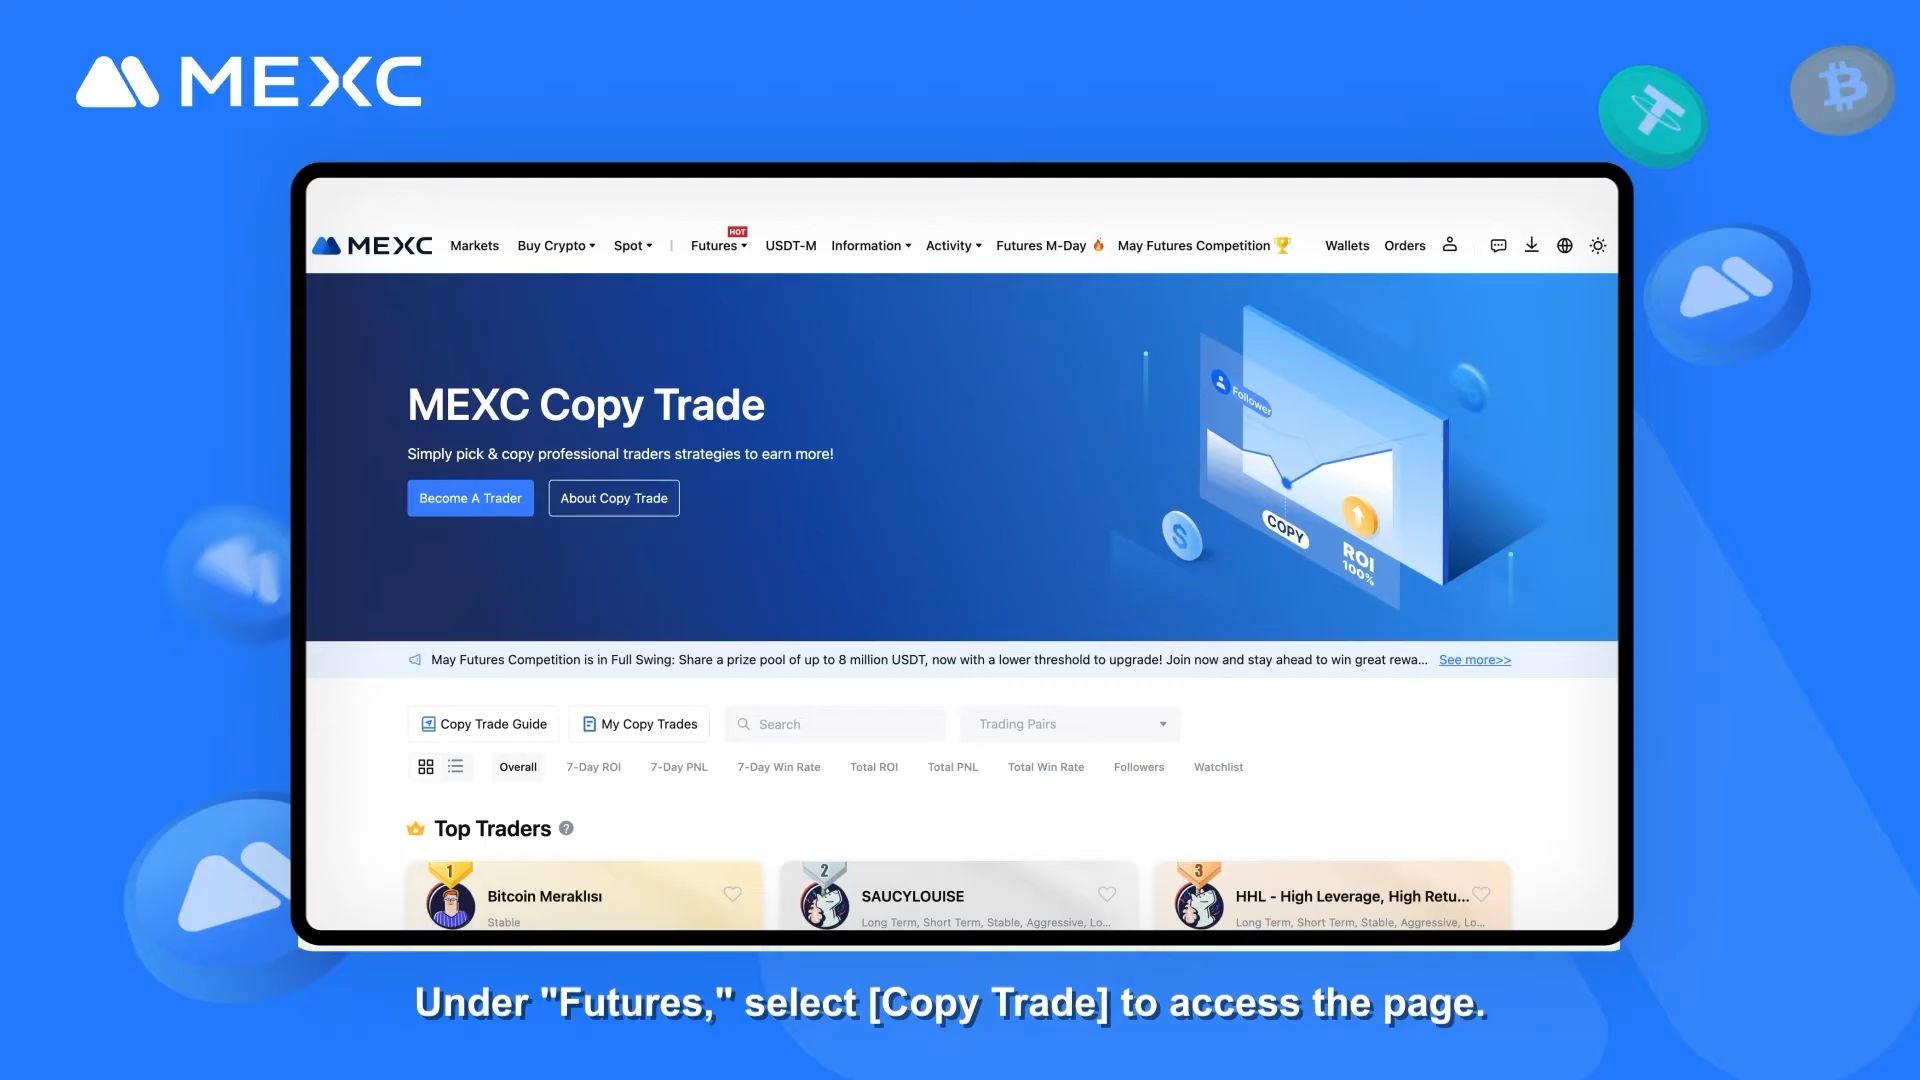 MEXC
MEXC Markets Buy Crypto Spot Futures HOT USDT-M Information Activity Futures M-Day May Futures Competition Wallets Orders
MEXC Copy Trade
Simply pick & copy professional traders strategies to earn more!
Become A Trader About Copy Trade
Follower
COPY
ROI
100%
May Futures Competition is in Full Swing: Share a prize pool of up to 8 million USDT, now with a lower threshold to upgrade! Join now and stay ahead to win great rewa... See more>>
Copy Trade Guide My Copy Trades Search Trading Pairs
Overall 7-Day ROI 7-Day PNL 7-Day Win Rate Total ROI Total PNL Total Win Rate Followers Watchlist
Top Traders
1 Bitcoin Meraklısı
Stable
2 SAUCYLOUISE
Long Term, Short Term, Stable, Aggressive, Lo...
3 HHL - High Leverage, High Retu...
Long Term, Short Term, Stable, Aggressive, Lo...
Under "Futures," select [Copy Trade] to access the page.